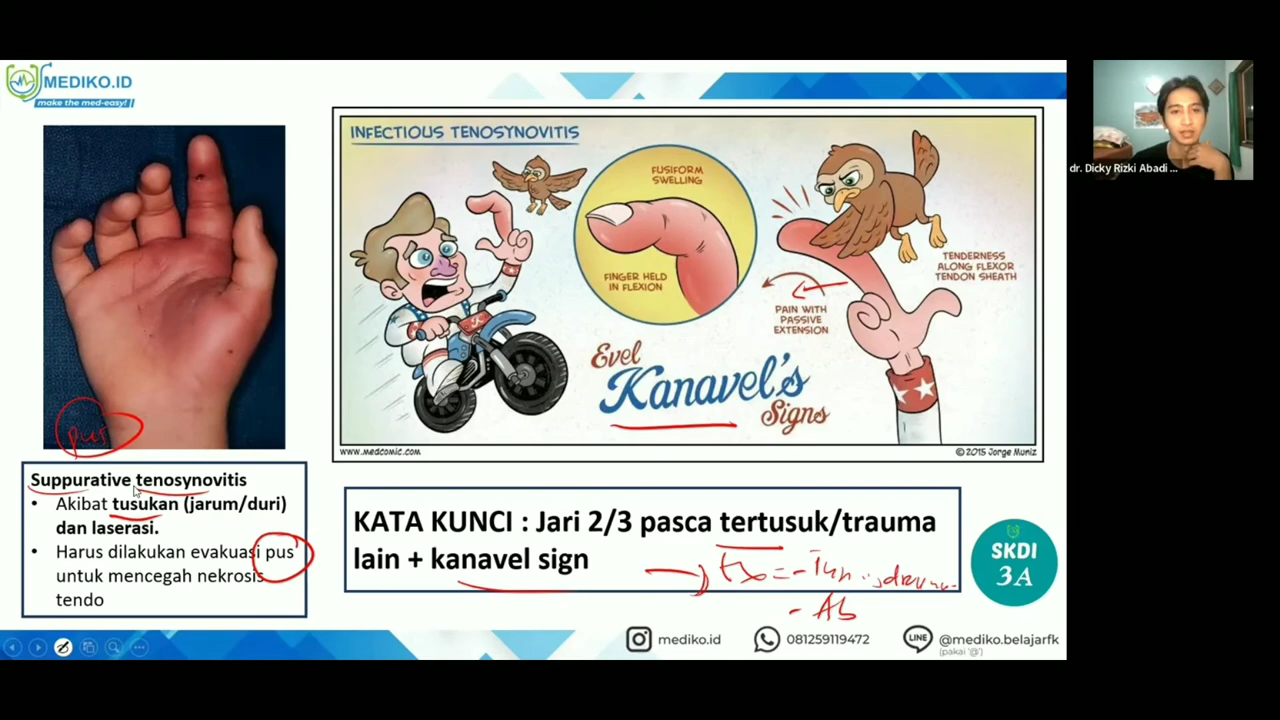 MEDIKO.ID
make the med-easy!
INFECTIOUS TENOSYNOVITIS
FUSIFORM
SWELLING
FINGER HELD
IN FLEXION
TENDERNESS
ALONG FLEXOR
TENDON SHEATH
PAIN WITH
PASSIVE
EXTENSION
Evel
Kanavel's
Signs
www.medcomic.com
© 2015 Jorge Muniz
dr. Dicky Rizki Abadi ...
pus
Suppurative tenosynovitis
• Akibat tusukan (jarum/duri)
dan laserasi.
• Harus dilakukan evakuasi pus
untuk mencegah nekrosis
tendo
KATA KUNCI : Jari 2/3 pasca tertusuk/trauma
lain + kanavel sign
- Ab
SKDI
3A
mediko.id
081259119472
@mediko.belajarfk
(pakai '@')